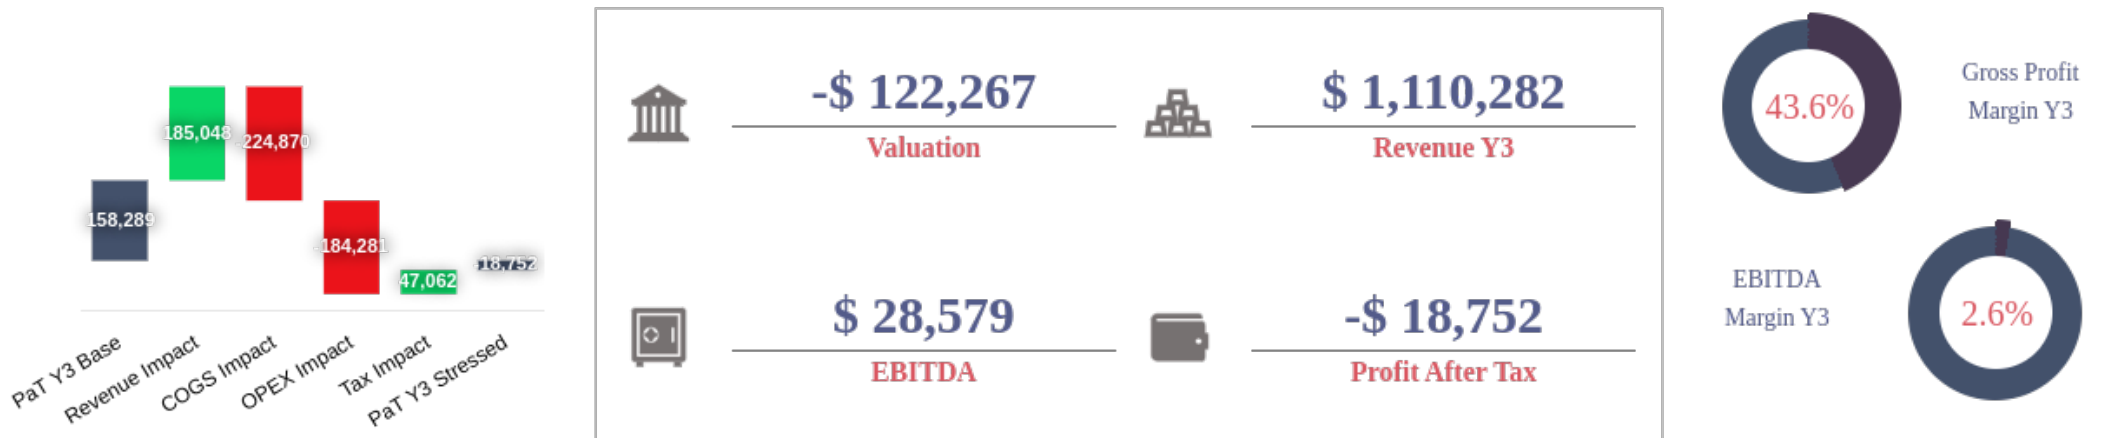 185,048
-224,870
158,289
-184,281
47,062
-18,752
PaT Y3 Base
Revenue Impact
COGS Impact
OPEX Impact
Tax Impact
PaT Y3 Stressed
-$ 122,267
Valuation
$ 1,110,282
Revenue Y3
$ 28,579
EBITDA
-$ 18,752
Profit After Tax
43.6%
Gross Profit
Margin Y3
EBITDA
Margin Y3
2.6%